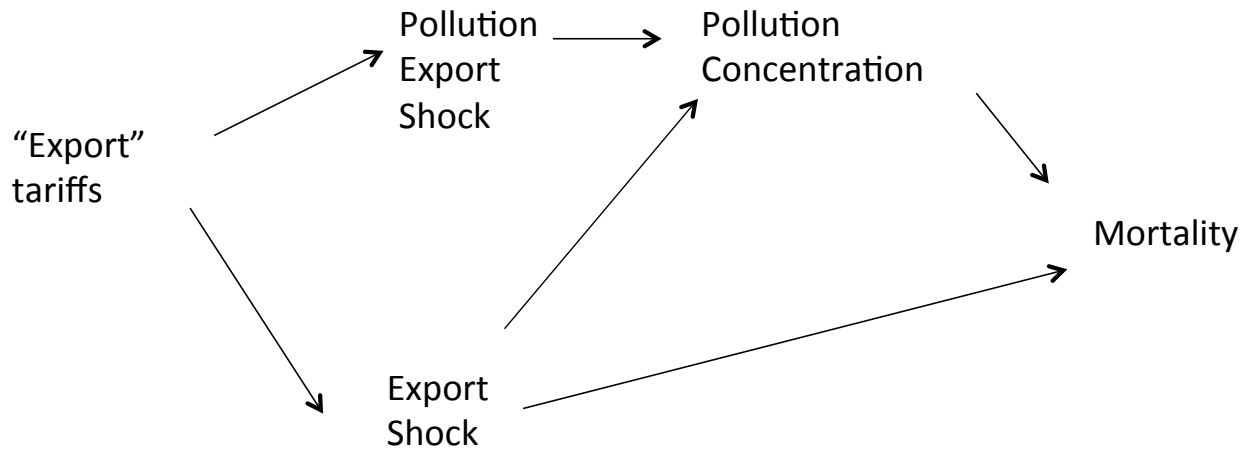 Pollution
Export
Shock
Pollution
Concentration
“Export”
tariffs
Mortality
Export
Shock